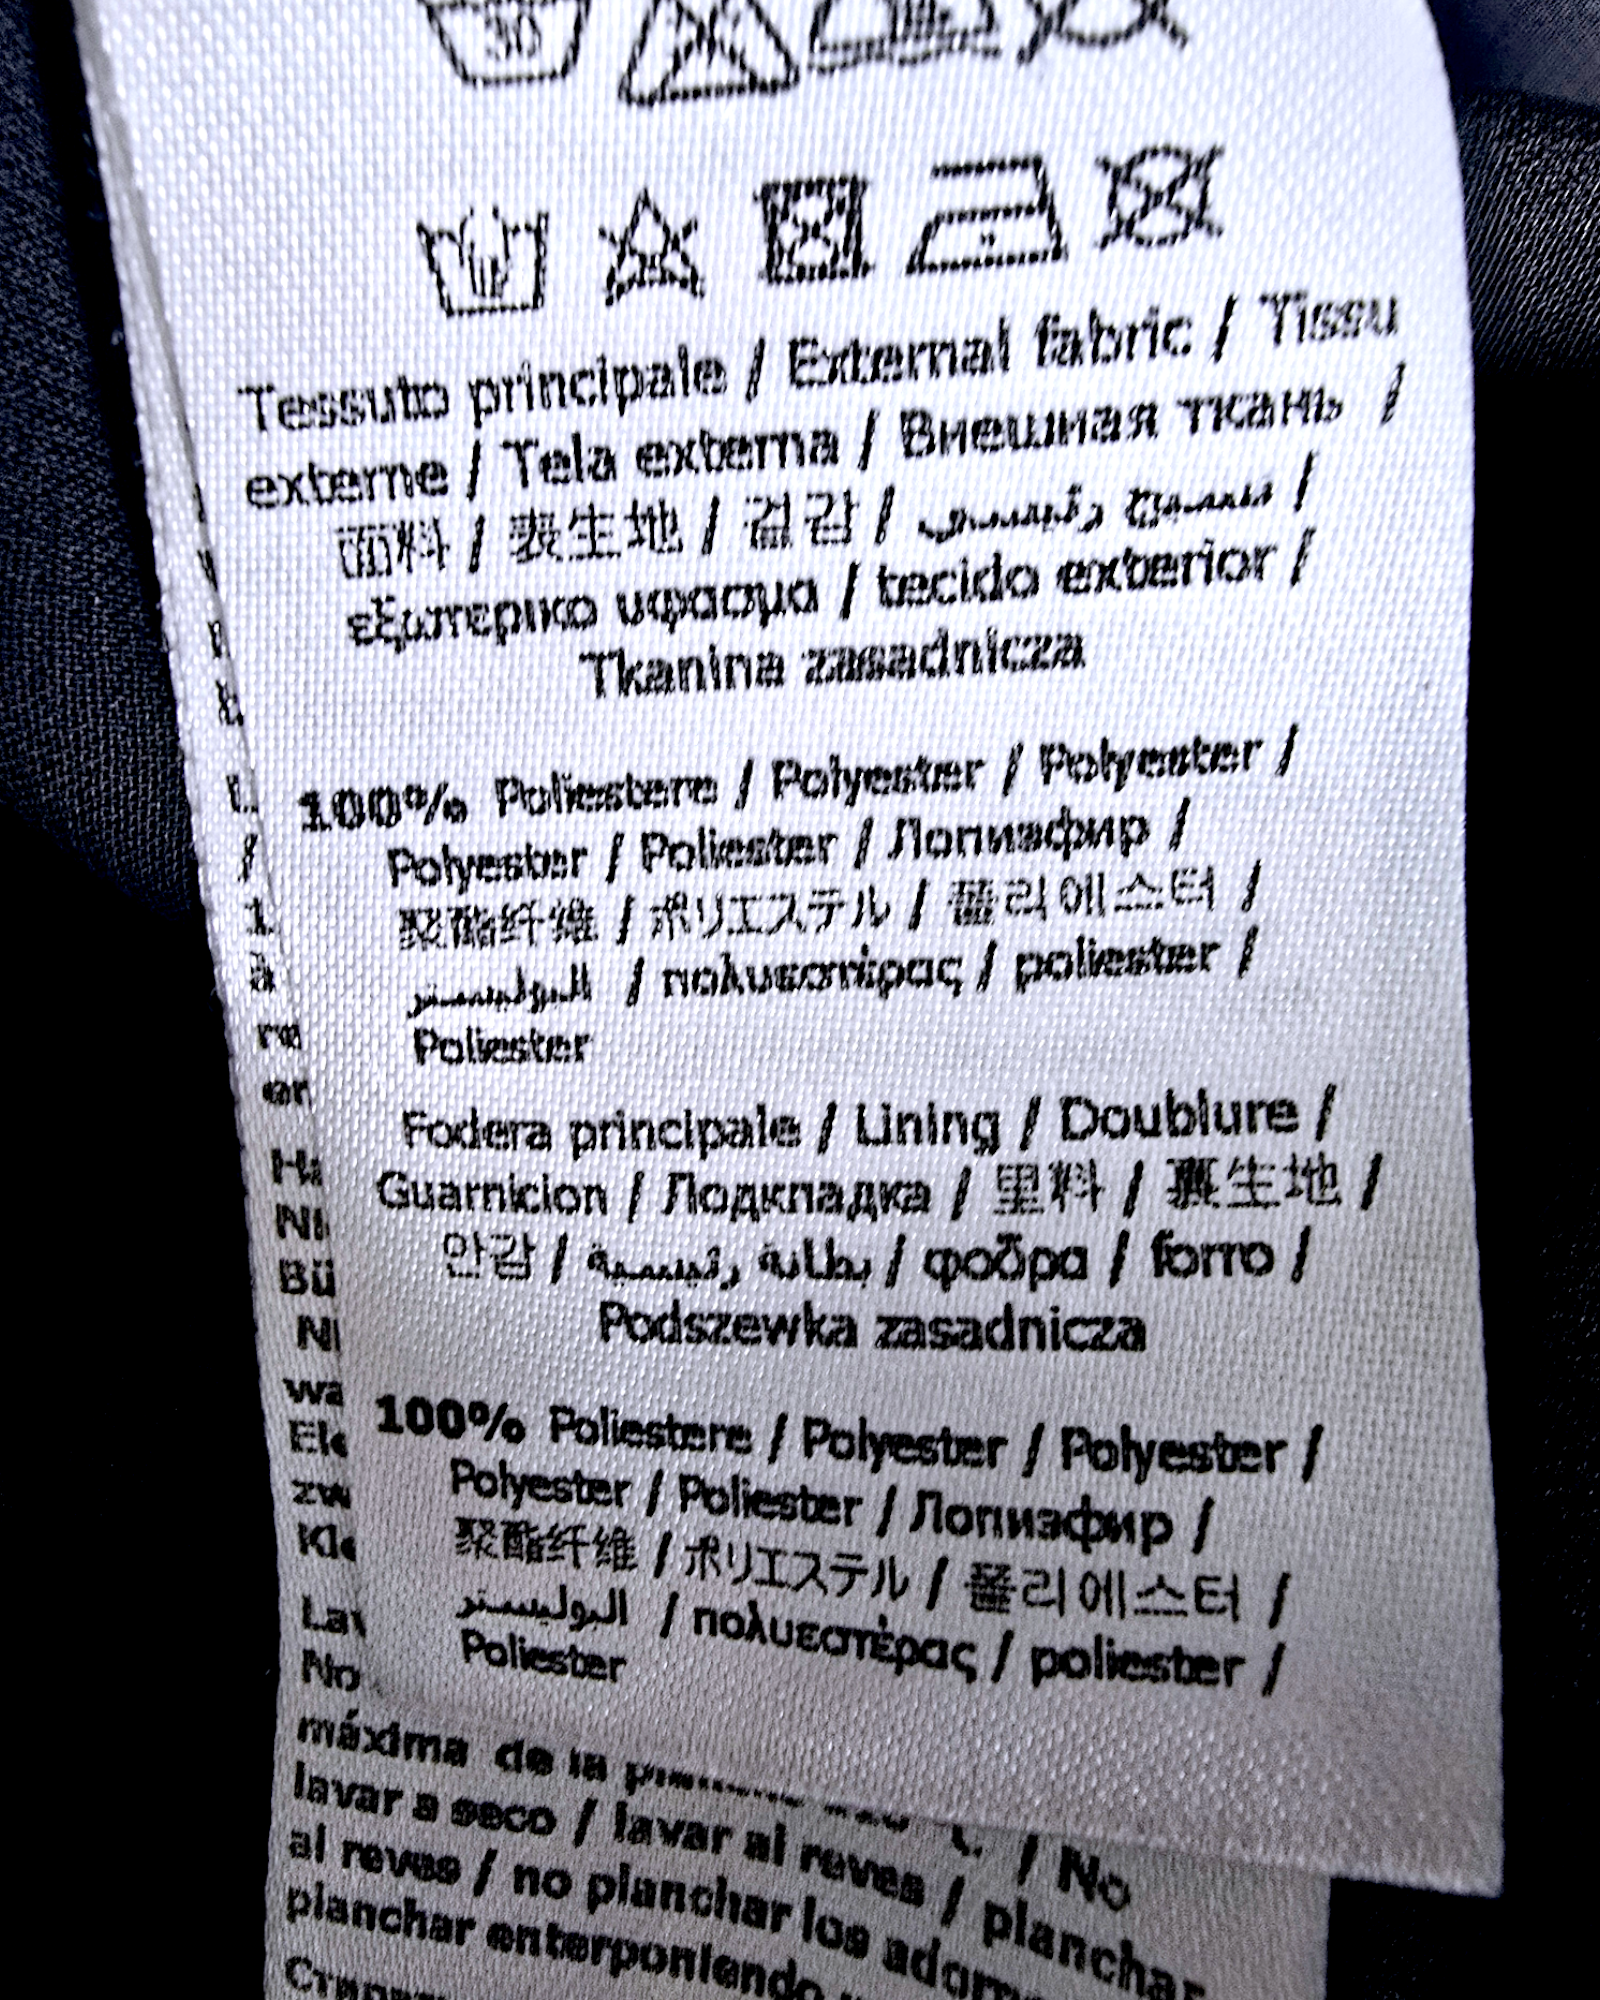 30
Tessuto principale / External fabric / Tissu
externe / Tela externa / Внешная ткань /
面料 / 表生地 / 겉감 / نسيج رئيسي /
εξωτερικο υφασμα / tecido exterior /
Tkanina zasadnicza
100% Poliestere / Polyester / Polyester /
Polyester / Poliester / Полиэфир /
聚酯纤维 / ポリエステル / 폴리에스터 /
البوليستر / πολυεστέρας / poliester /
Poliester
Fodera principale / Lining / Doublure /
Guarnicion / Подкладка / 里料 / 裏生地 /
안감 / بطانة رئيسية / φοδρα / forro /
Podszewka zasadnicza
100% Poliestere / Polyester / Polyester /
Polyester / Poliester / Полиэфир /
聚酯纤维 / ポリエステル / 폴리에스터 /
البوليستر / πολυεστέρας / poliester /
Poliester
máxima de la
C. / No
lavar a seco / lavar al reves / planchar
al reves / no planchar los
planchar enterponiendo